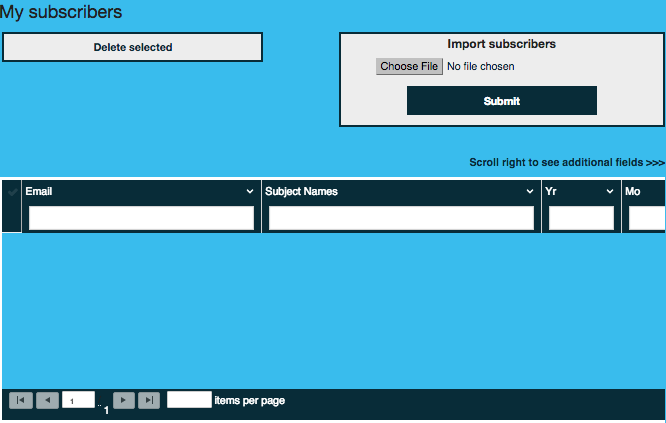 My subscribers
Delete selected
Import subscribers
Choose File No file chosen
Submit
Scroll right to see additional fields >>>
Email Subject Names Yr Mo
1 .. 1 items per page